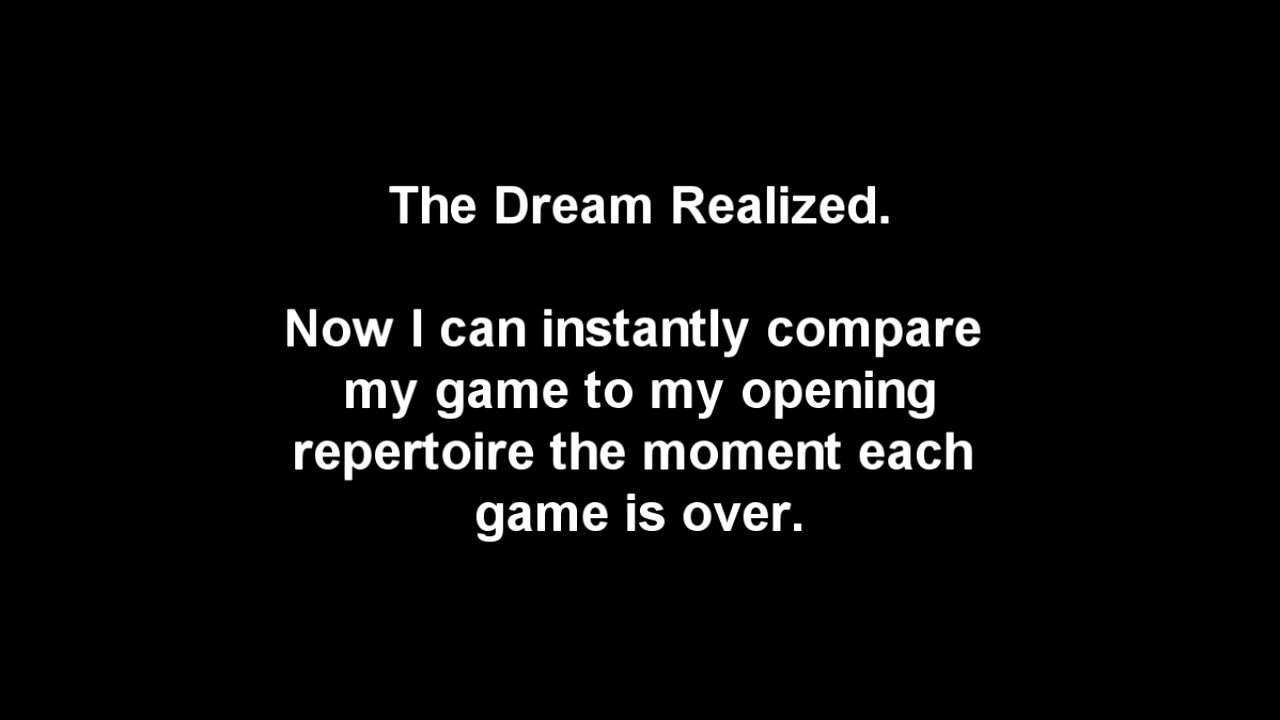 The Dream Realized.
Now I can instantly compare
my game to my opening
repertoire the moment each
game is over.